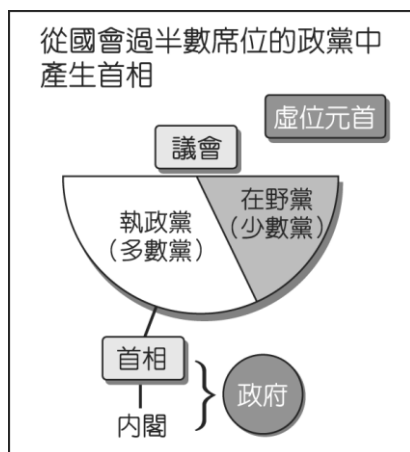 從國會過半數席位的政黨中
產生首相
虛位元首
議會
執政黨
(多數黨)
在野黨
(少數黨)
首相
內閣
政府